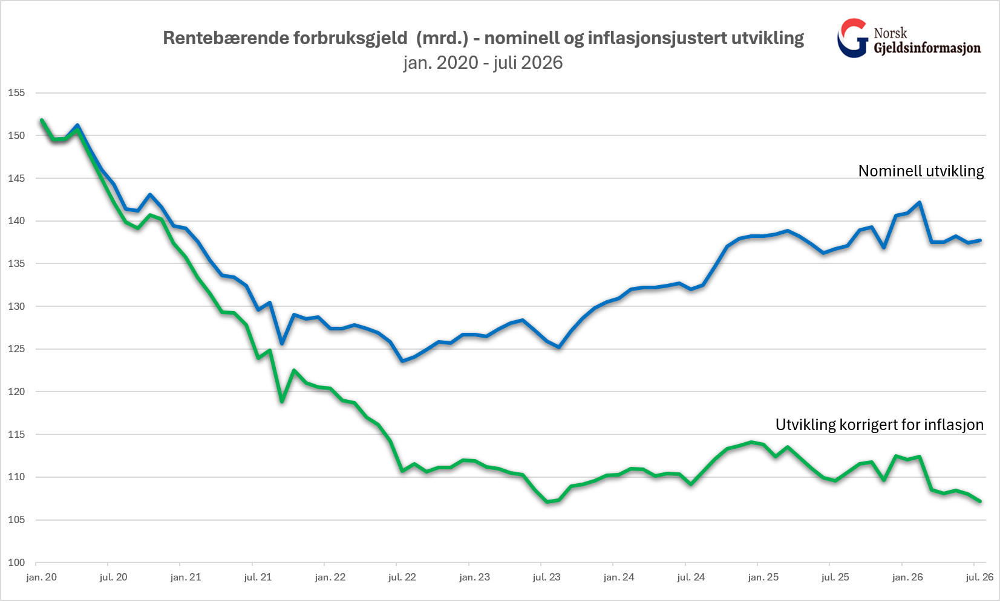 Rentebærende forbruksgjeld (mrd.) - nominell og inflasjonsjustert utvikling
jan. 2020 - juli 2026
Norsk
Gjeldsinformasjon
155
150
145
140
135
130
125
120
115
110
105
100
Nominell utvikling
Utvikling korrigert for inflasjon
jan. 20 jul. 20 jan. 21 jul. 21 jan. 22 jul. 22 jan. 23 jul. 23 jan. 24 jul. 24 jan. 25 jul. 25 jan. 26 jul. 26